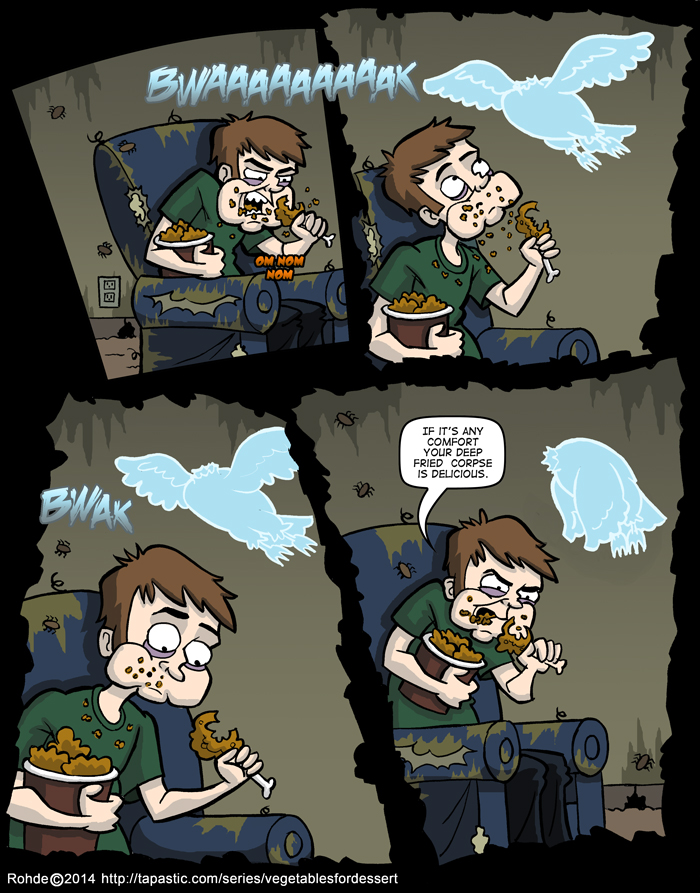 BWAAAAAAAAAAK
OM NOM
NOM
BWAK
IF IT'S ANY
COMFORT
YOUR DEEP
FRIED CORPSE
IS DELICIOUS.
Rohde©2014 http://tapastic.com/series/vegetablesfordessert